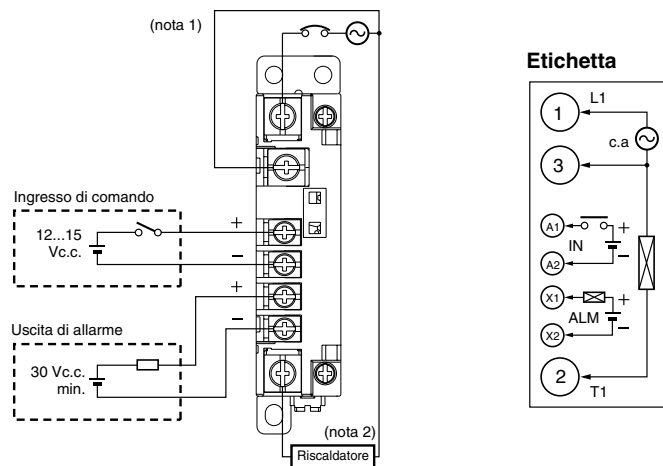 (nota 1)
Ingresso di comando
12...15
Vc.c.
+
–
+
–
Uscita di allarme
30 Vc.c.
min.
(nota 2)
Riscaldatore
Etichetta
1
L1
c.a
3
A1
+
IN
–
A2
X1
+
ALM
–
X2
2
T1